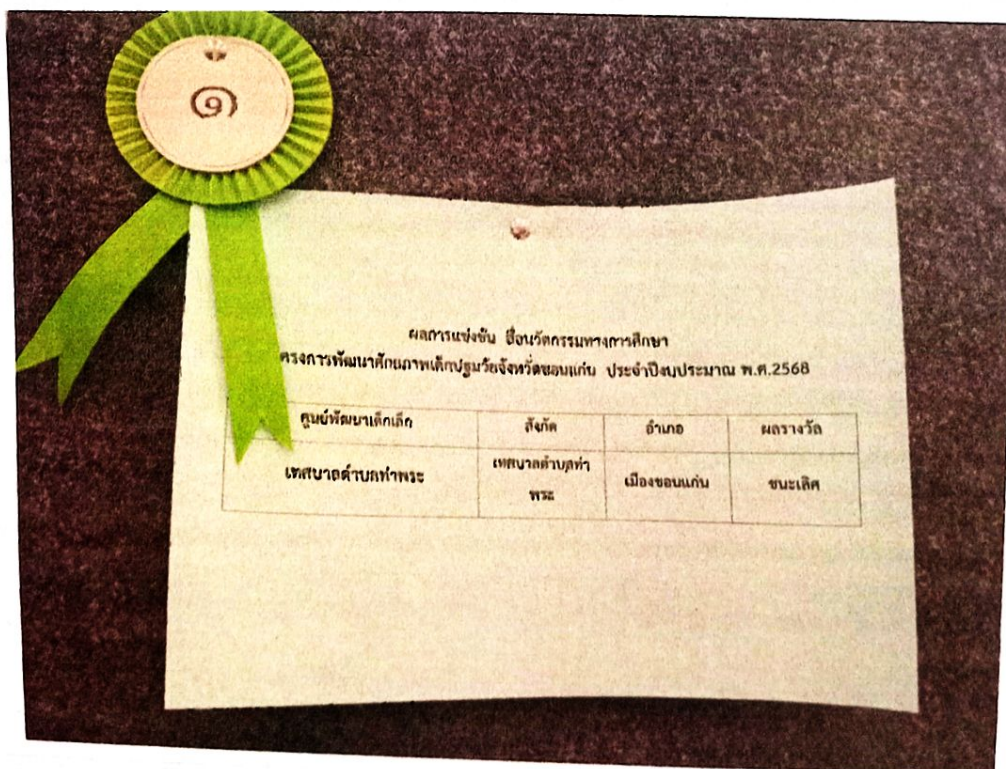 ๑
ผลการแข่งขัน สื่อนวัตกรรมทางการศึกษา
โครงการพัฒนาศักยภาพเด็กปฐมวัยจังหวัดขอนแก่น ประจำปีงบประมาณ พ.ศ.2568
ศูนย์พัฒนาเด็กเล็ก สังกัด อำเภอ ผลรางวัล
เทศบาลตำบลท่าพระ เทศบาลตำบลท่า เมืองขอนแก่น ชนะเลิศ
พระ